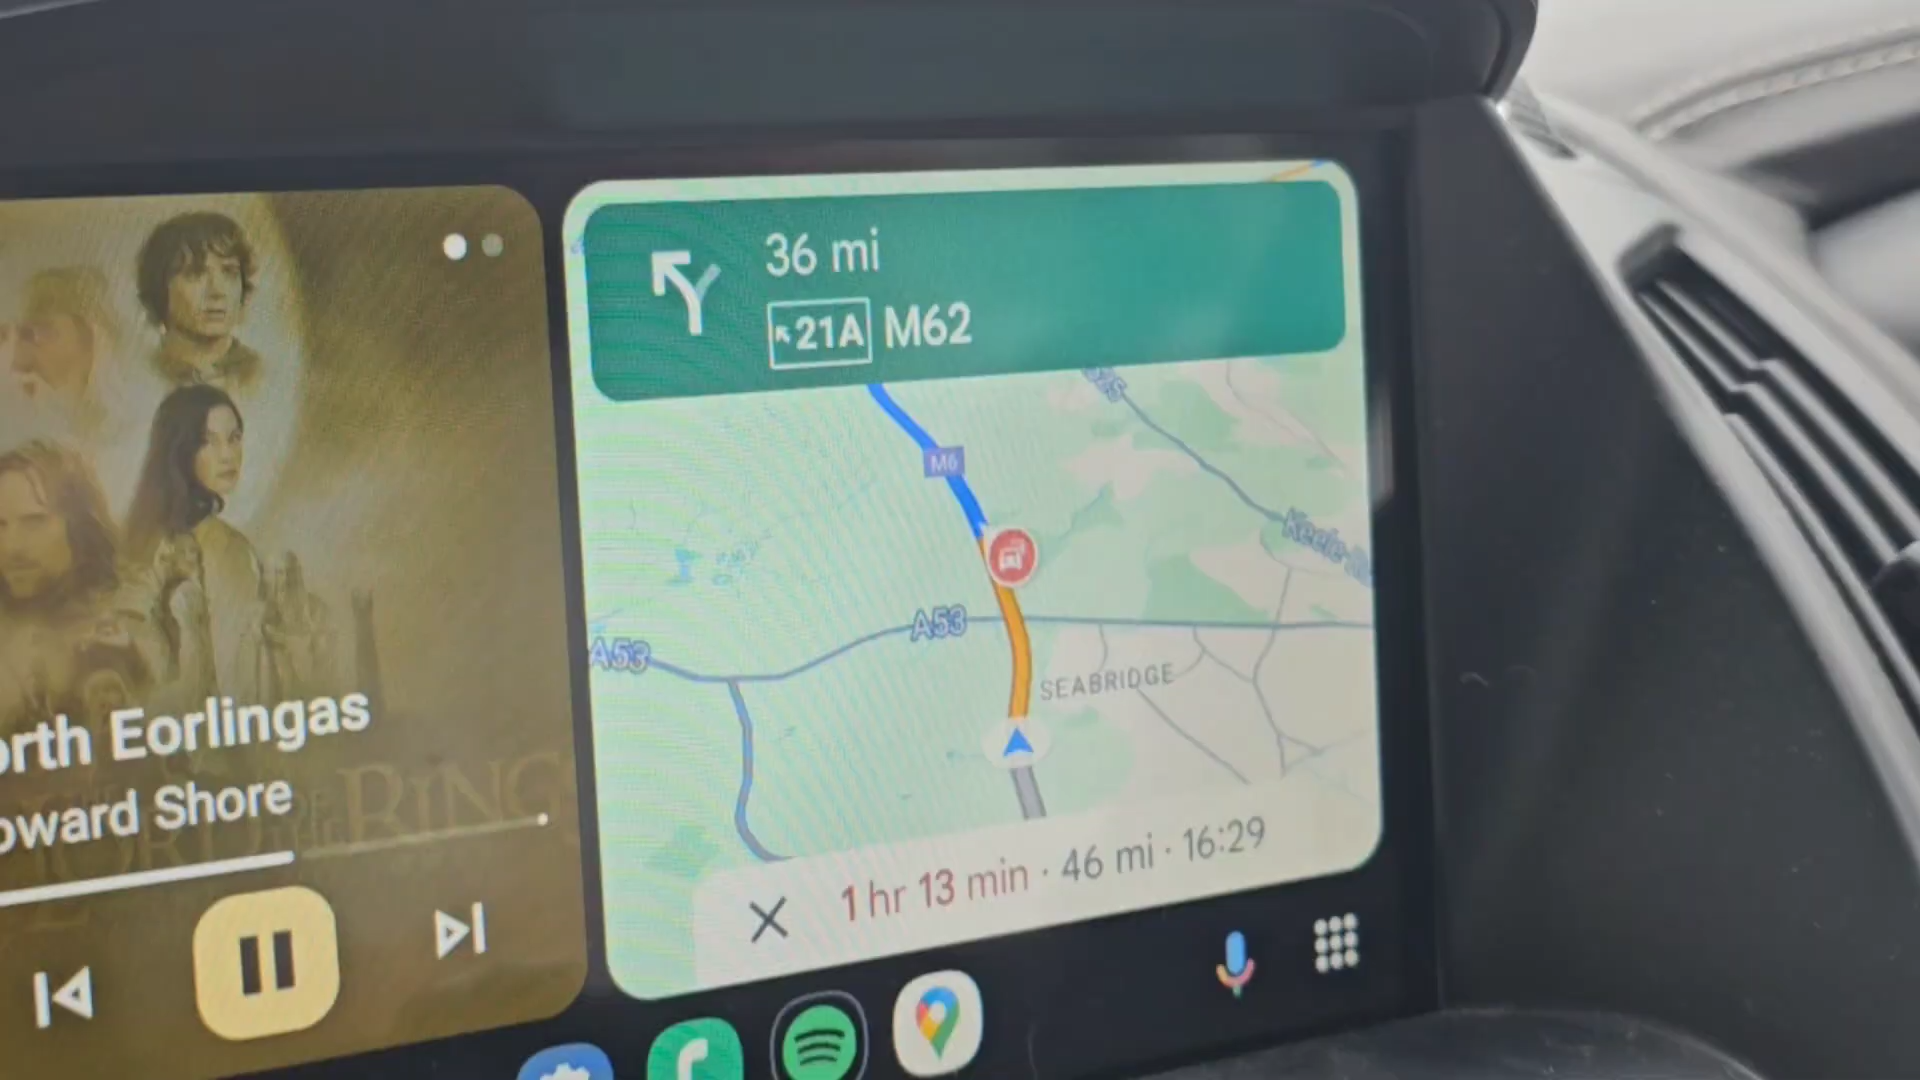 orth Eorlingas
oward Shore
RING
36 mi
21A M62
M6
A53
A53
SEABRIDGE
1 hr 13 min · 46 mi · 16:29